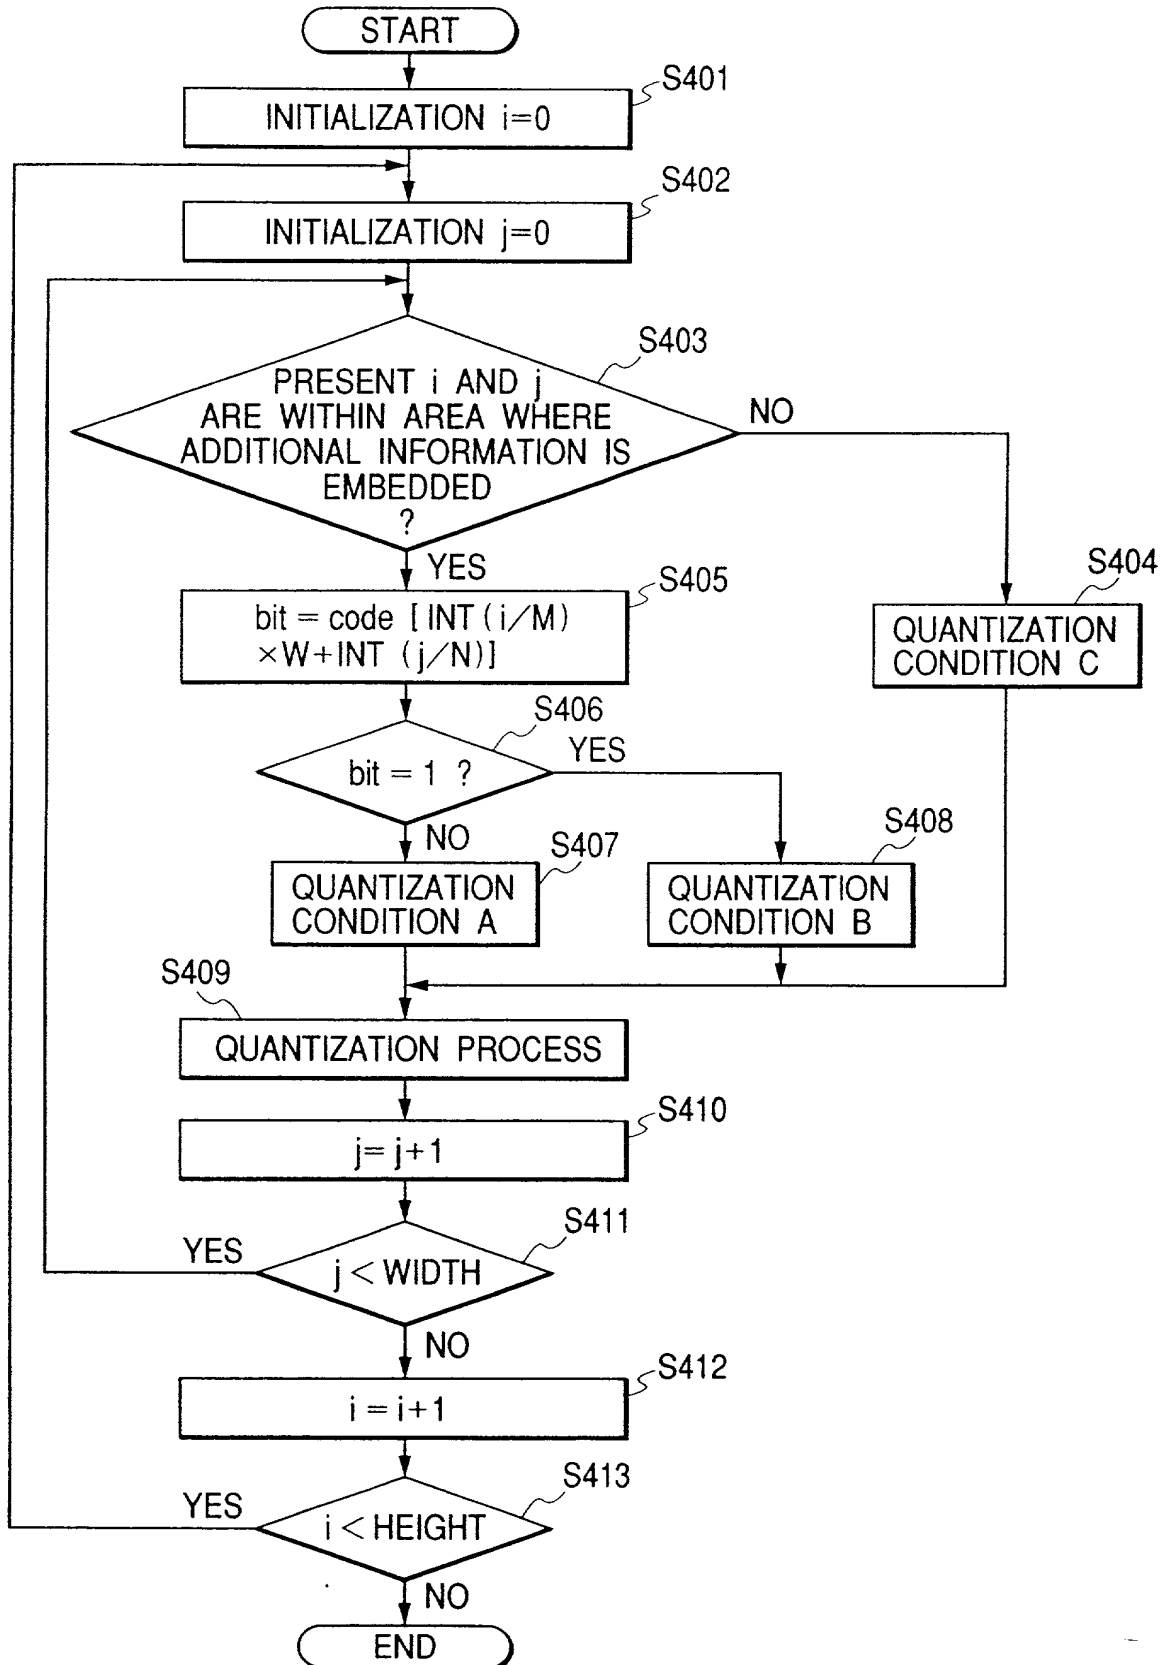 START
S401
INITIALIZATION i=0
S402
INITIALIZATION j=0
S403
PRESENT i AND j
ARE WITHIN AREA WHERE
ADDITIONAL INFORMATION IS
EMBEDDED
?
NO
YES
S404
QUANTIZATION
CONDITION C
S405
bit = code [ INT ( i/M )
×W+INT ( j/N ) ]
S406
bit = 1 ?
YES
NO
S407
QUANTIZATION
CONDITION A
S408
QUANTIZATION
CONDITION B
S409
QUANTIZATION PROCESS
S410
j= j+1
S411
YES
j < WIDTH
NO
S412
i = i+1
S413
YES
i < HEIGHT
NO
END